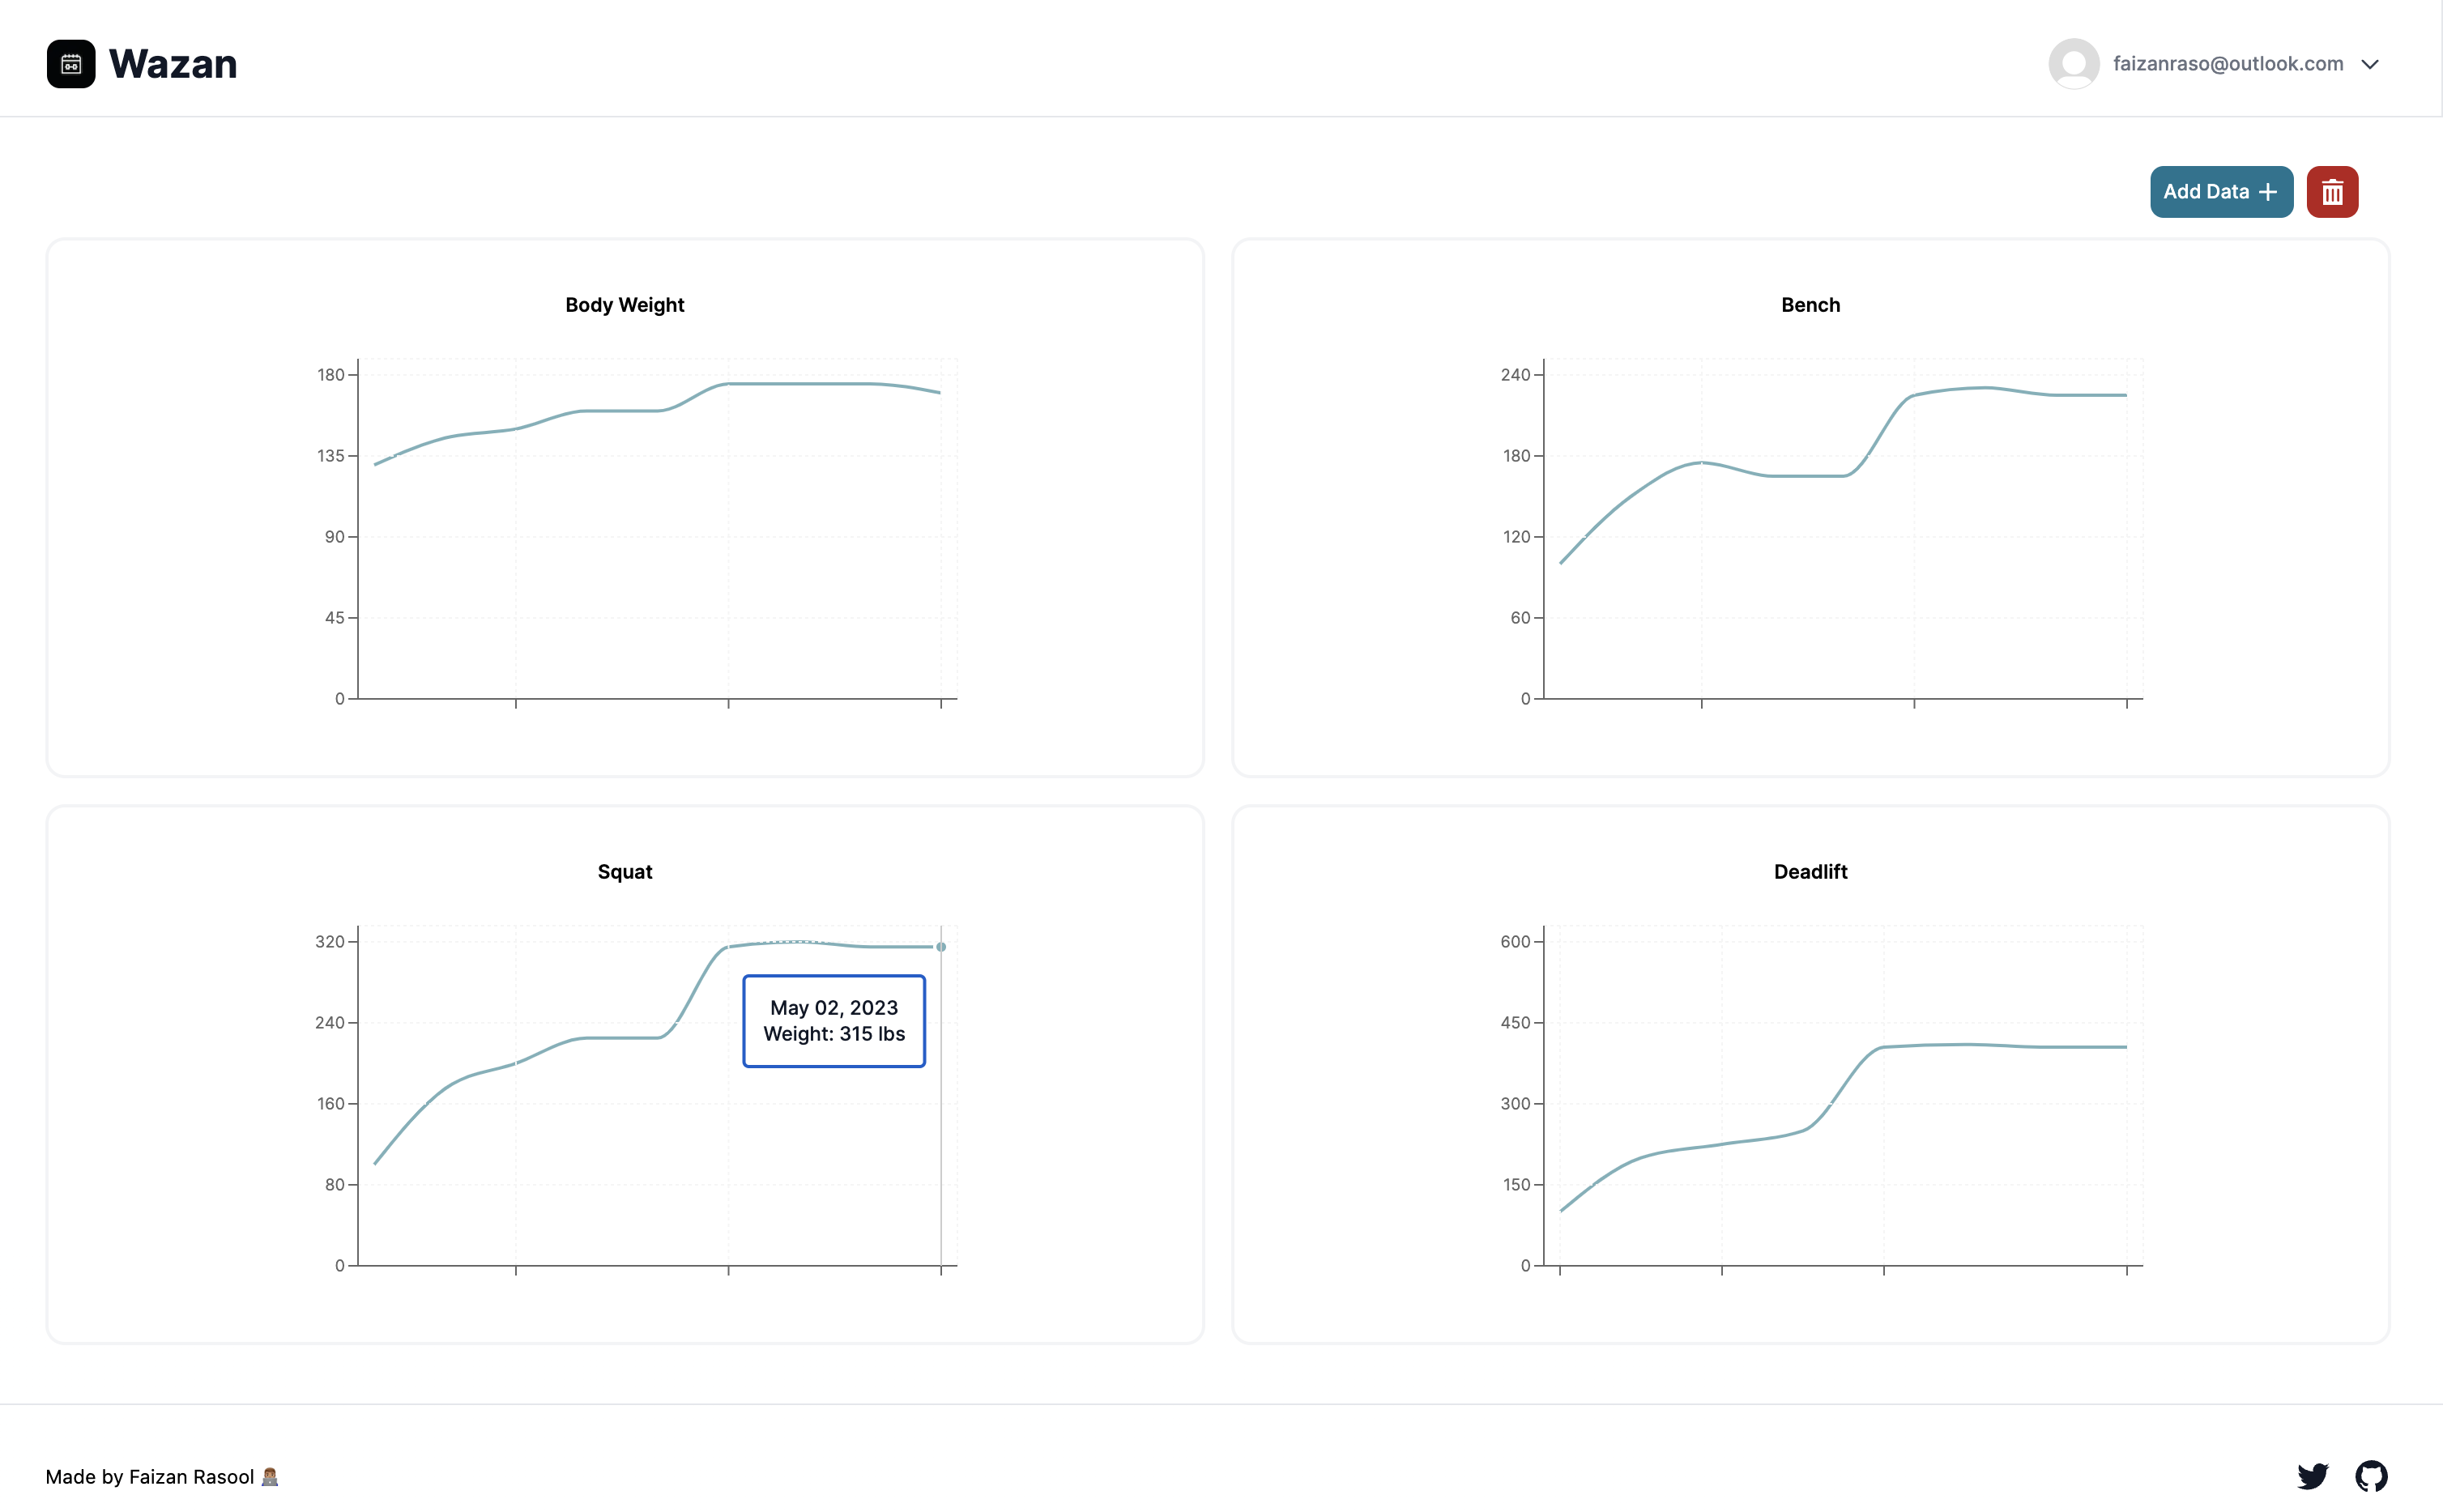 Wazan
faizanraso@outlook.com
Add Data +
Body Weight
180
135
90
45
0
Bench
240
180
120
60
0
Squat
320
240
160
80
0
May 02, 2023
Weight: 315 lbs
Deadlift
600
450
300
150
0
Made by Faizan Rasool 👨🏽‍💻